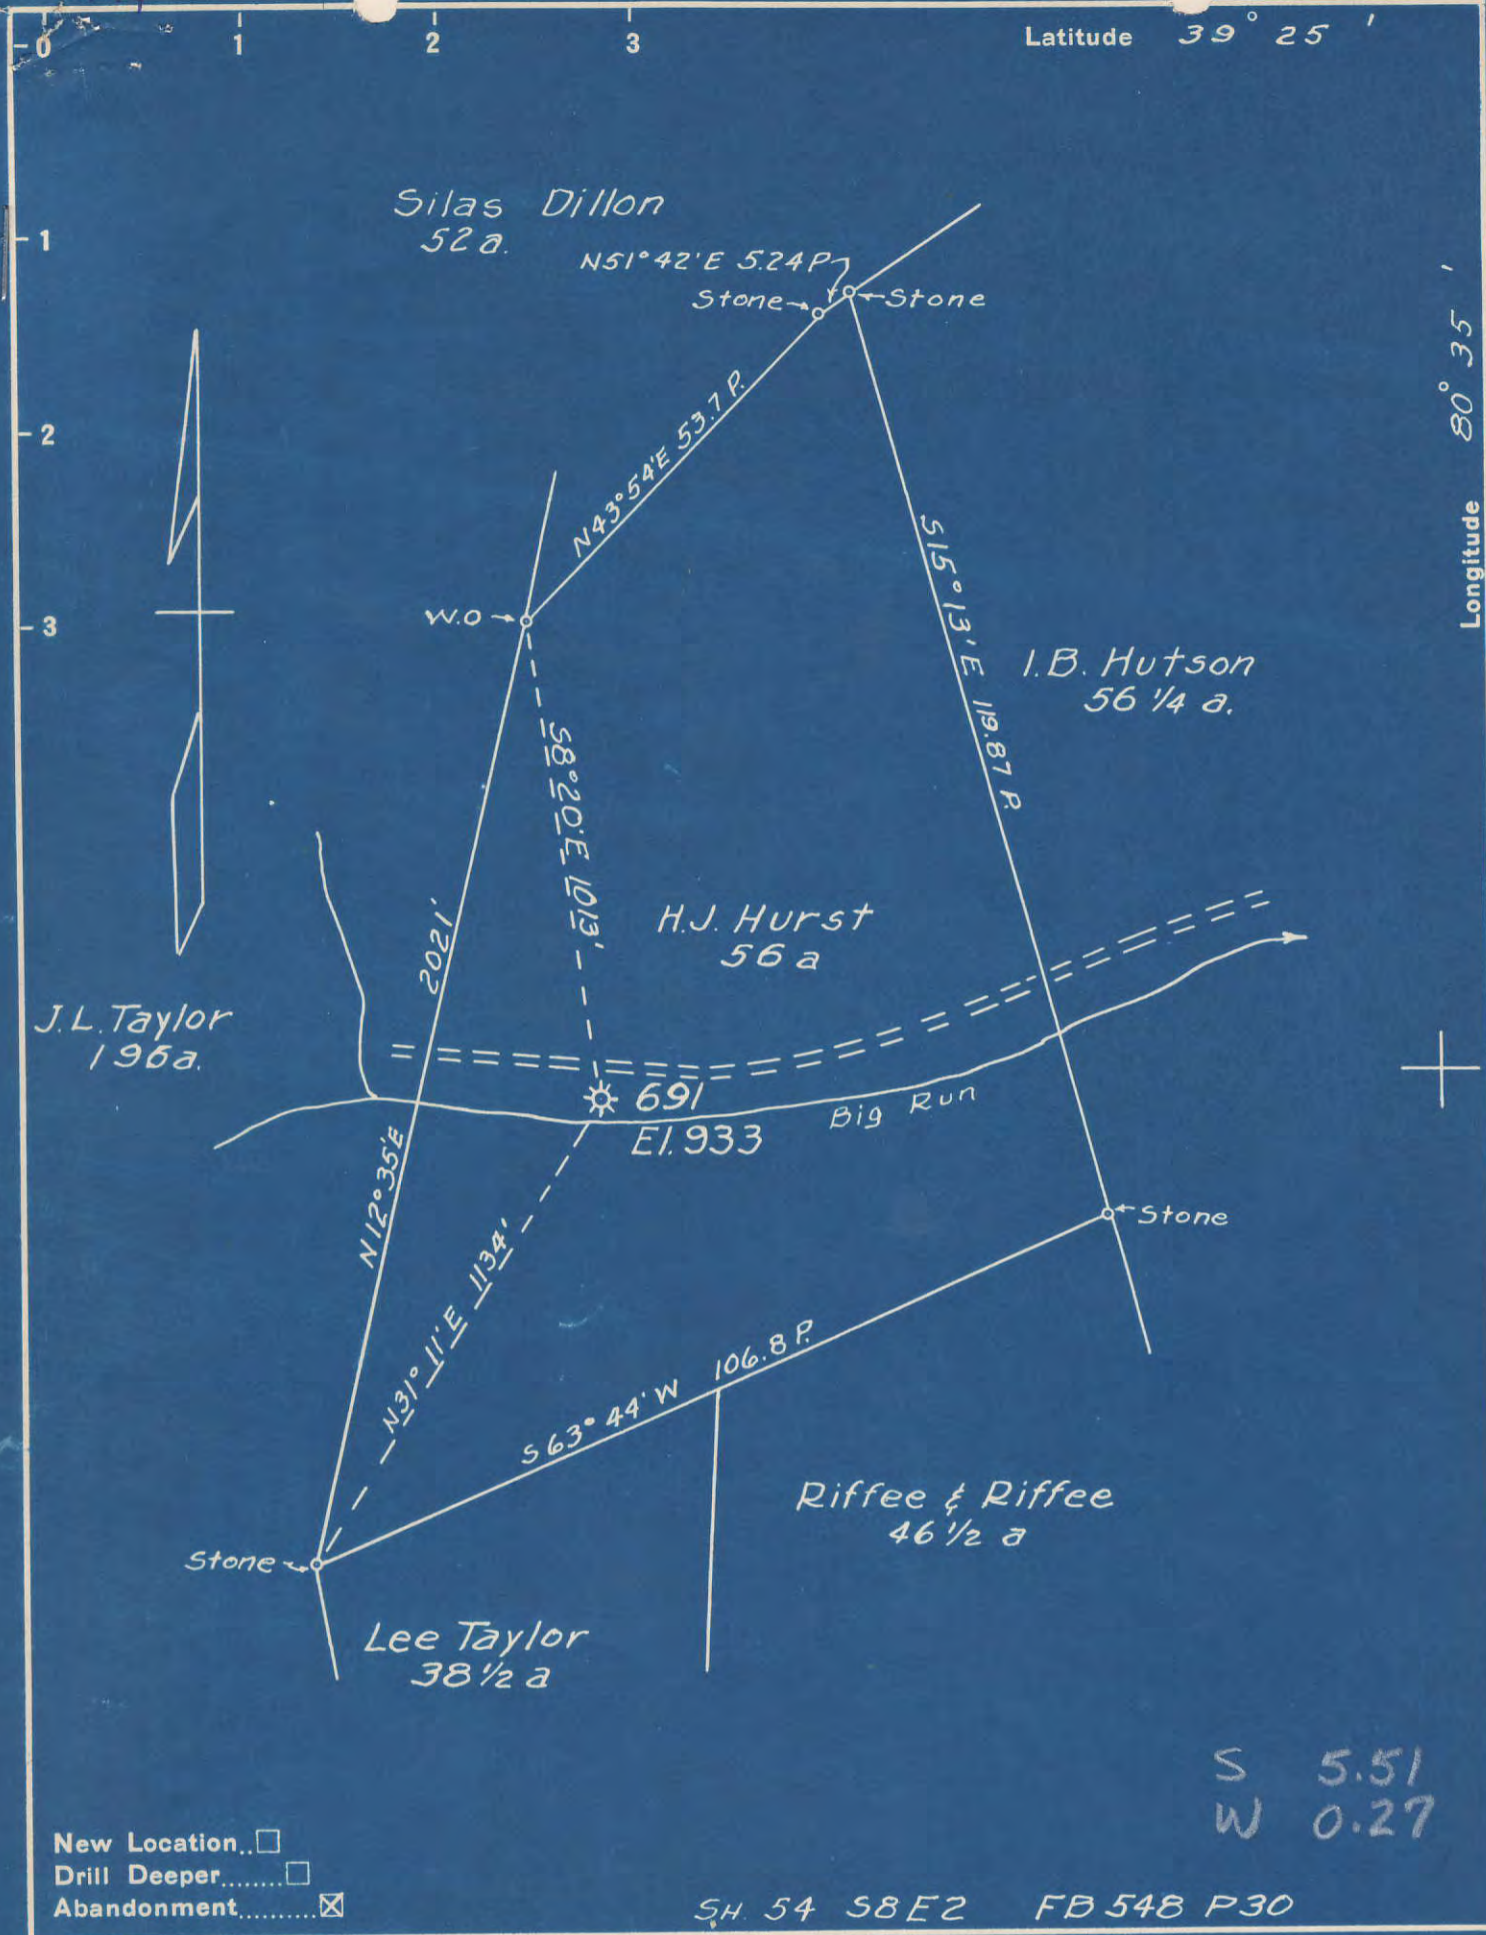 0 1 2 3
Latitude 39° 25 '
1
2
3
Longitude 80° 35 '
Silas Dillon
52 a.
N51°42'E 5.24P
Stone
Stone
N43°54'E 53.7 P.
S15°13'E 119.87 P.
W.O
I.B. Hutson
56 1/4 a.
S8°20'E 1013'
H.J. Hurst
56 a
2021'
N12°35'E
J.L. Taylor
196a.
691
El. 933
Big Run
Stone
N31°11'E 1134'
S63°44'W 106.8 P.
Riffee & Riffee
46 1/2 a
Stone
Lee Taylor
38 1/2 a
S 5.51
W 0.27
New Location..
Drill Deeper........
Abandonment..........
SH. 54 S8E2 FB 548 P30